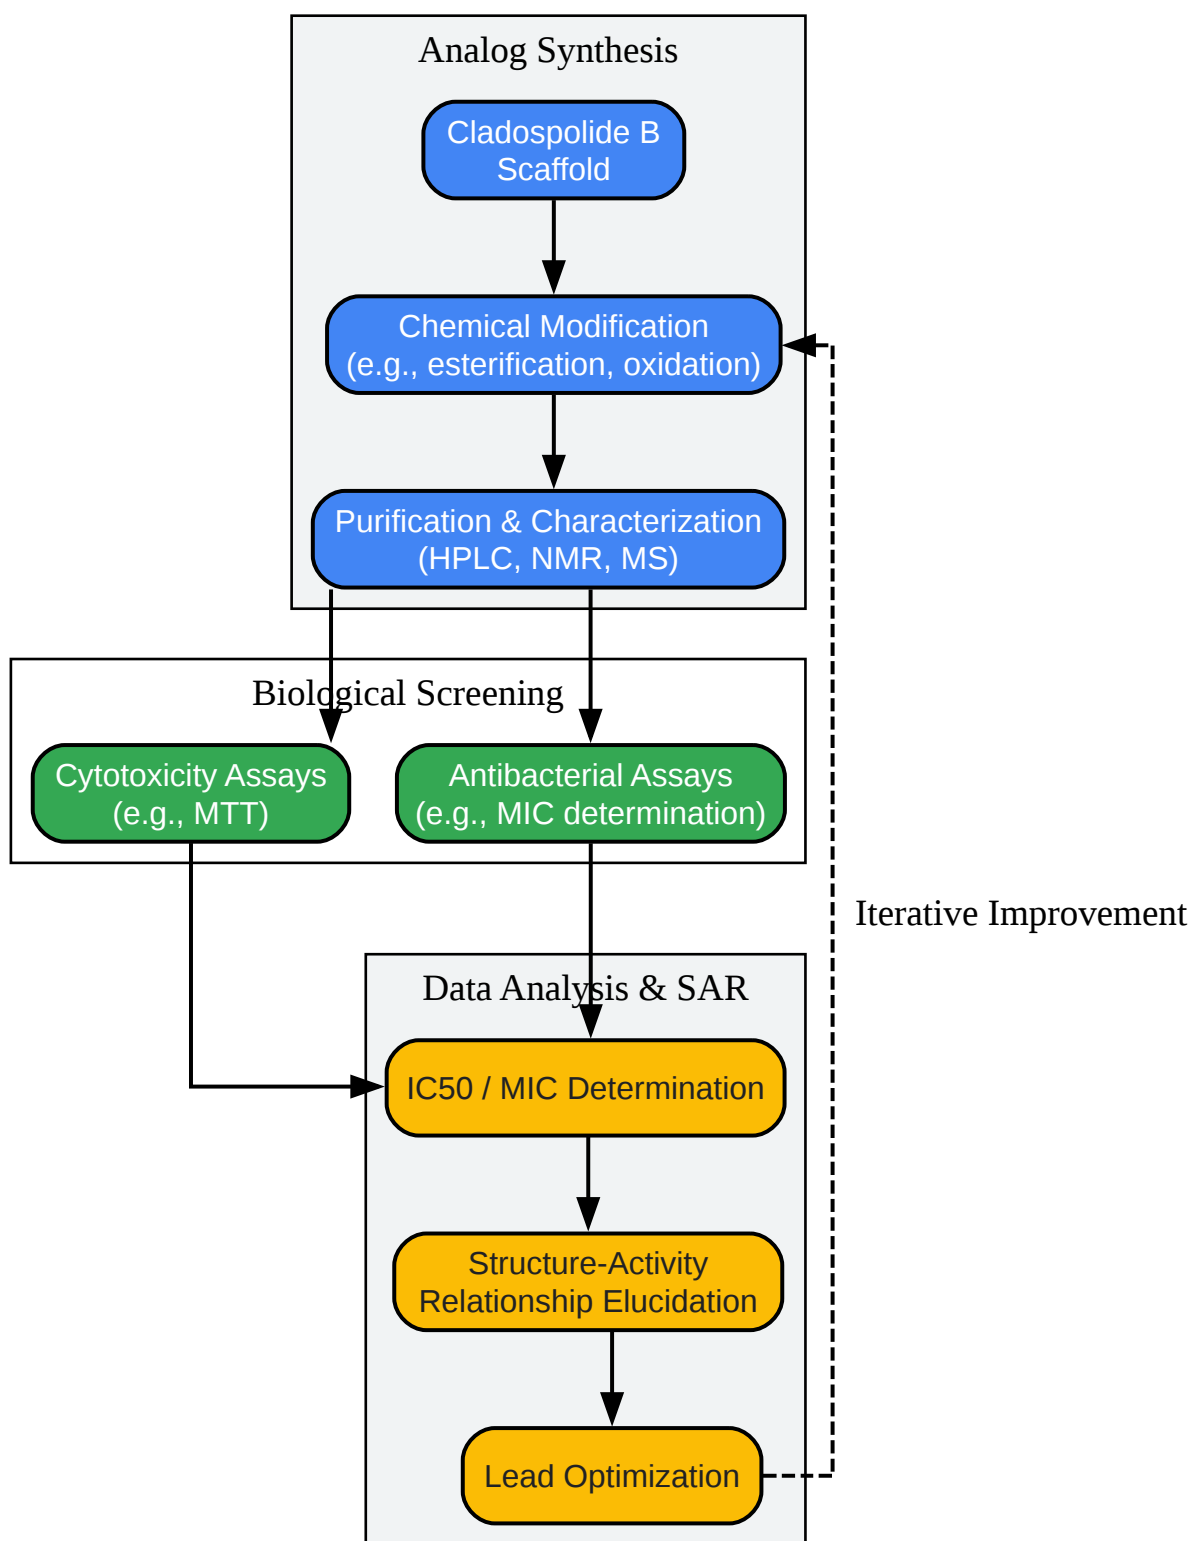 Analog Synthesis
Cladospolide B
Scaffold
Chemical Modification
(e.g., esterification, oxidation)
Purification & Characterization
(HPLC, NMR, MS)
Biological Screening
Cytotoxicity Assays
(e.g., MTT)
Antibacterial Assays
(e.g., MIC determination)
Iterative Improvement
Data Analysis & SAR
IC50 / MIC Determination
Structure-Activity
Relationship Elucidation
Lead Optimization